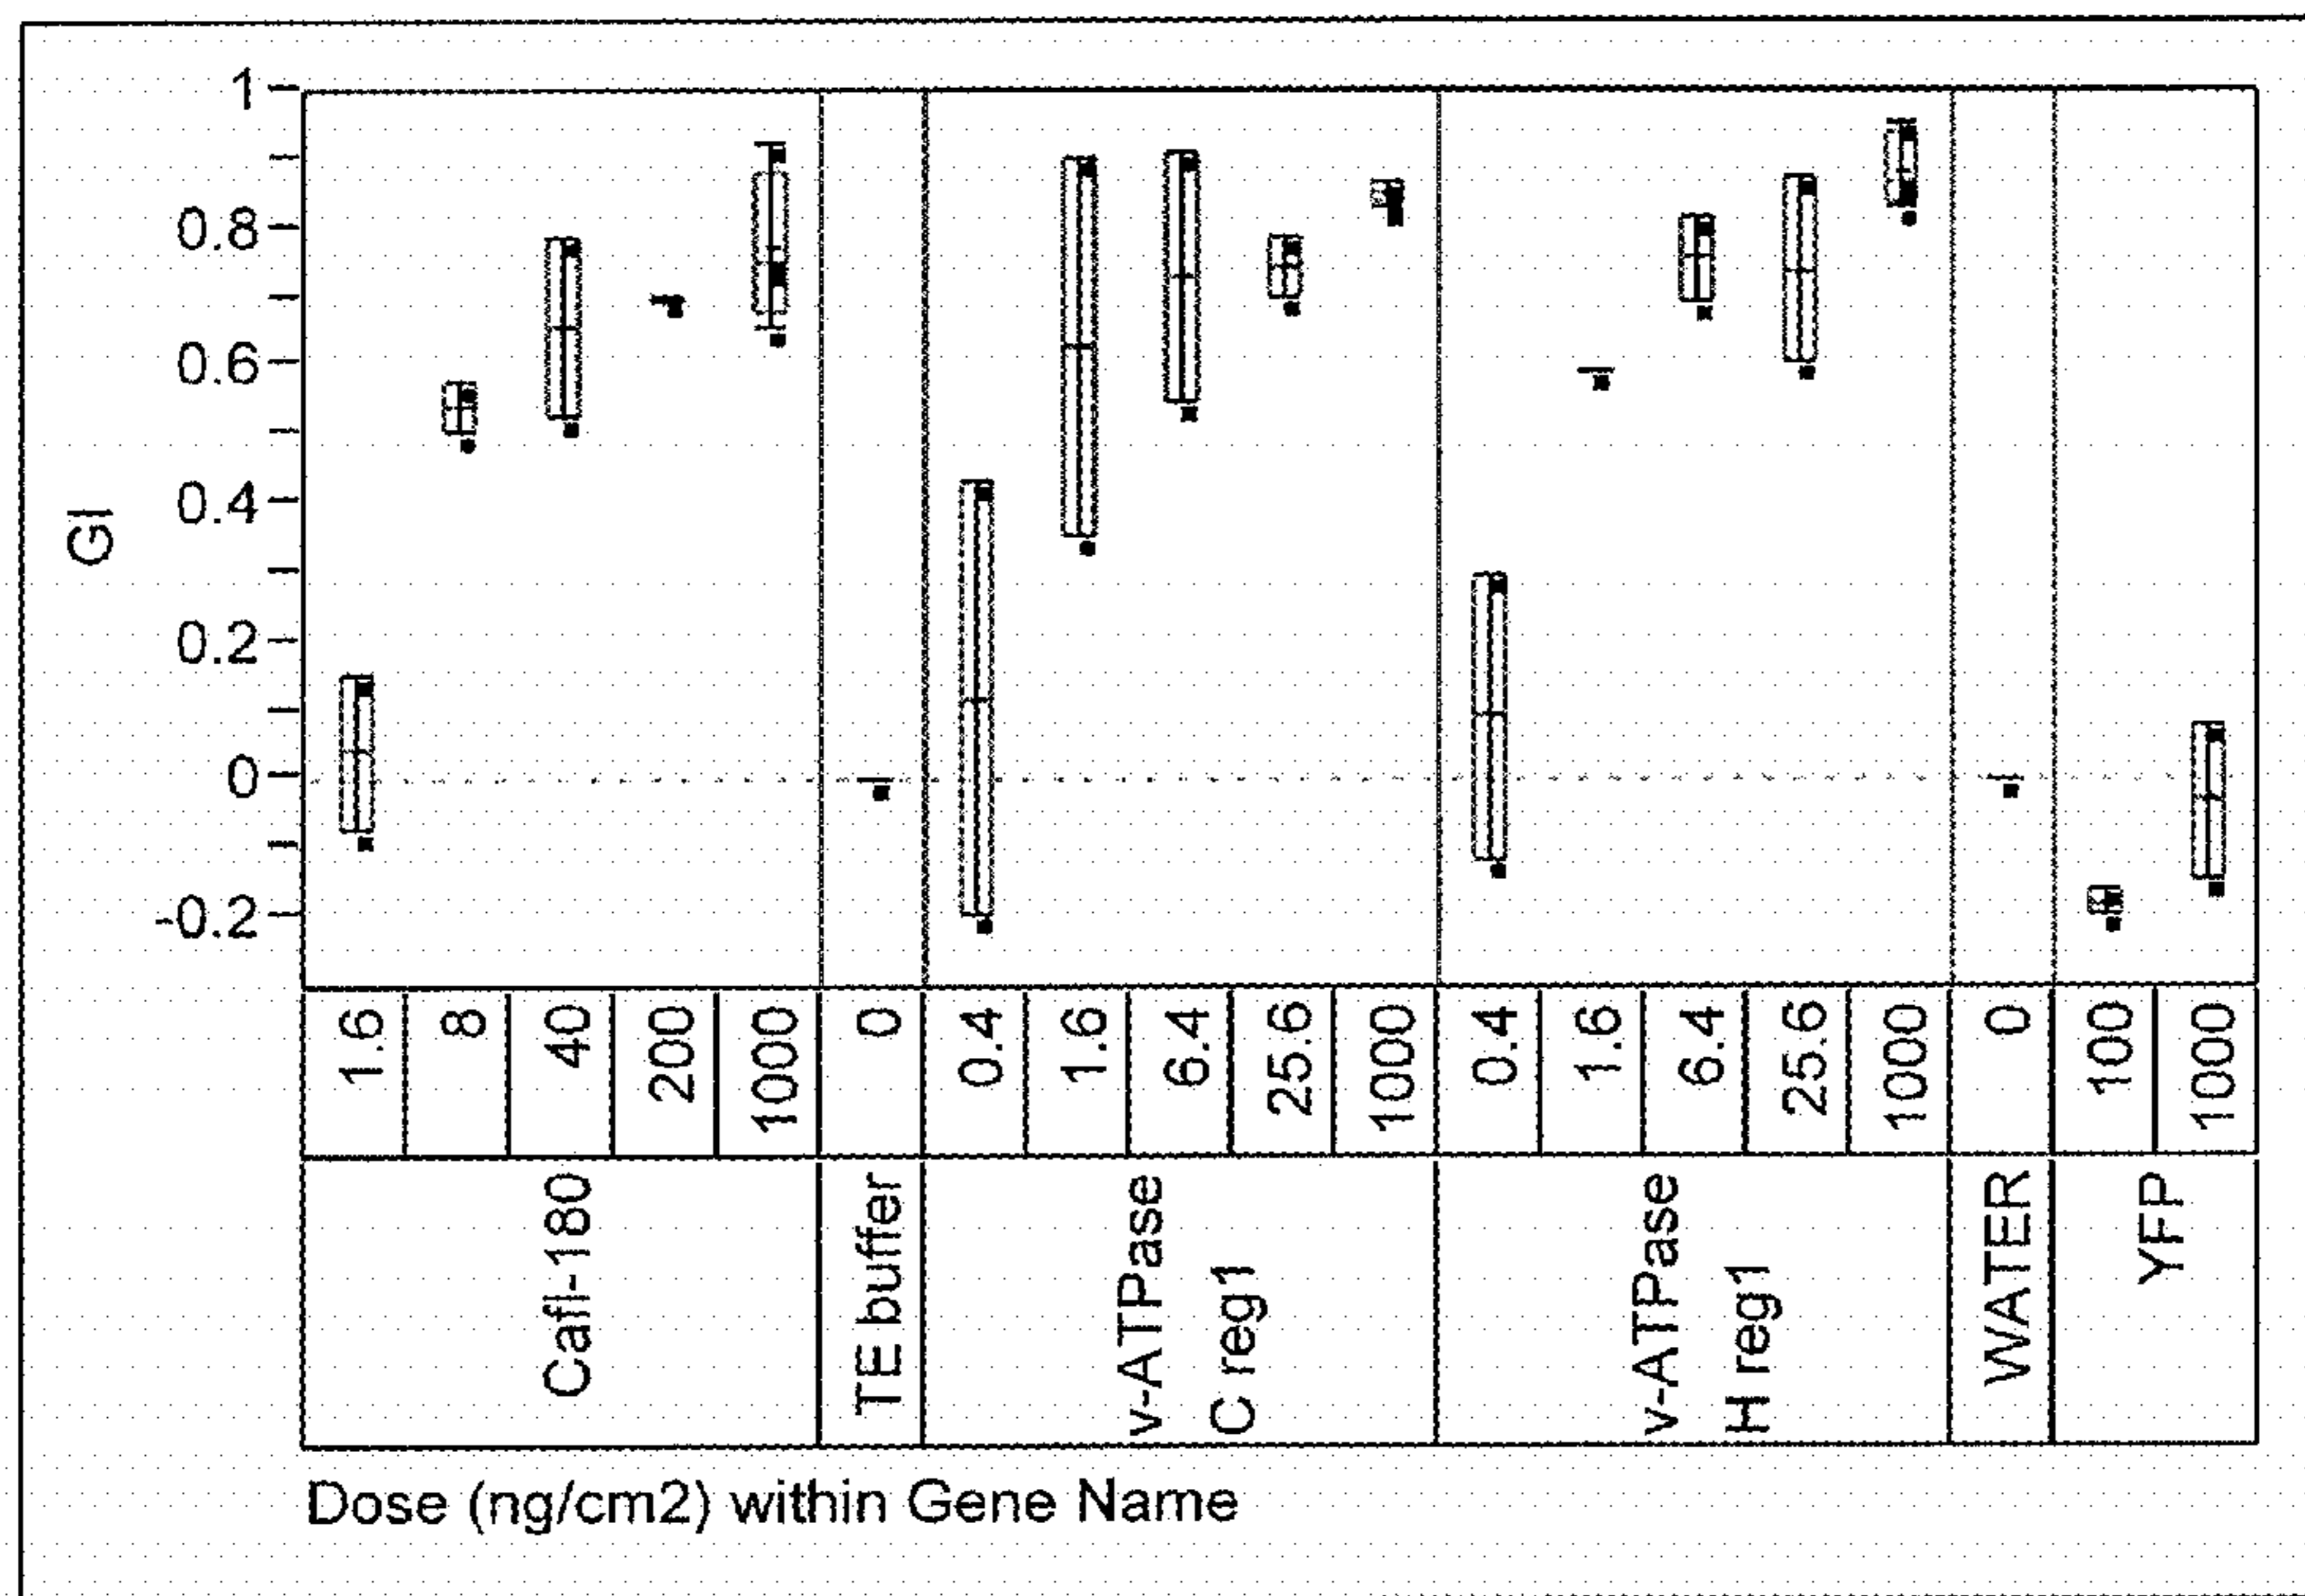 1
0.8
0.6
0.4
0.2
0
-0.2
GI
1.6
8
40
200
1000
0
0.4
1.6
6.4
25.6
1000
0.4
1.6
6.4
25.6
1000
0
100
1000
Cafl-180
TE buffer
v-ATPase
C reg1
v-ATPase
H reg1
WATER
YFP
Dose (ng/cm2) within Gene Name